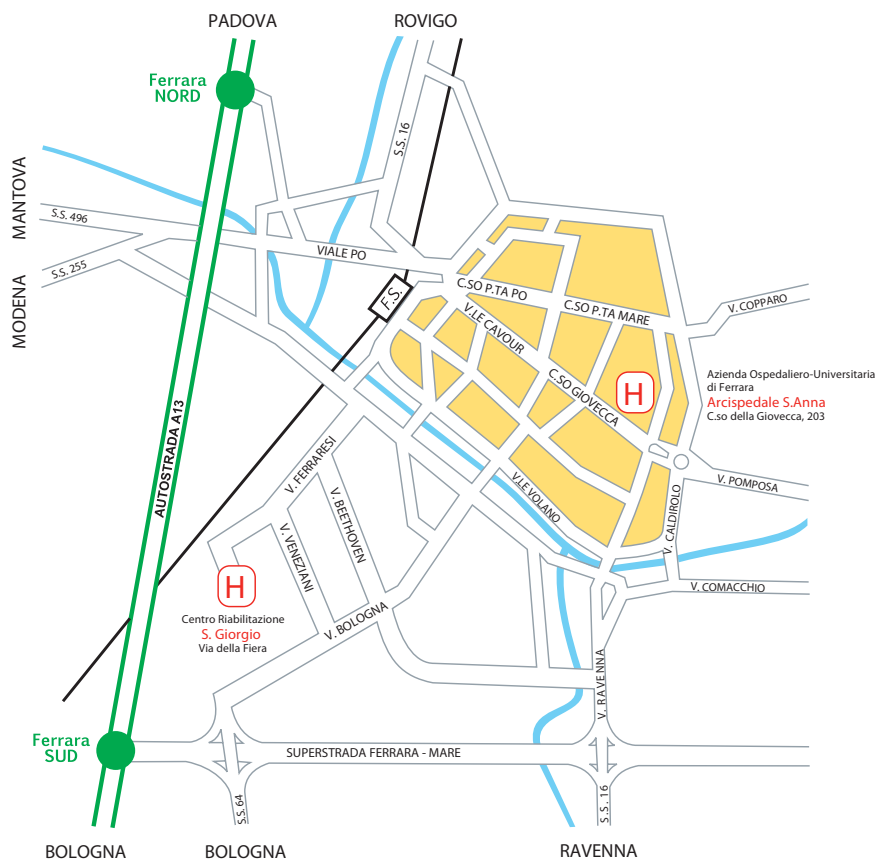 PADOVA
ROVIGO
Ferrara
NORD
S.S. 16
MANTOVA
S.S. 496
VIALE PO
S.S. 255
MODENA
F.S.
C.SO P.TA PO
C.SO P.TA MARE
V. COPPARO
V.LE CAVOUR
C.SO GIOVECCA
H
Azienda Ospedaliero-Universitaria
di Ferrara
Arcispedale S.Anna
C.so della Giovecca, 203
AUTOSTRADA A13
V. FERRARESI
V. BEETHOVEN
V. VENEZIANI
V.LE VOLANO
V. CALDIROLO
V. POMPOSA
H
Centro Riabilitazione
S. Giorgio
Via della Fiera
V. BOLOGNA
V. COMACCHIO
V. RAVENNA
Ferrara
SUD
SUPERSTRADA FERRARA - MARE
S.S. 64
S.S. 16
BOLOGNA
BOLOGNA
RAVENNA